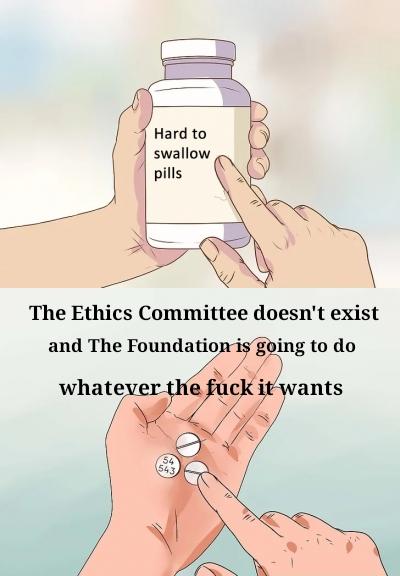 Hard to
swallow
pills
The Ethics Committee doesn't exist
and The Foundation is going to do
whatever the fuck it wants
54
543